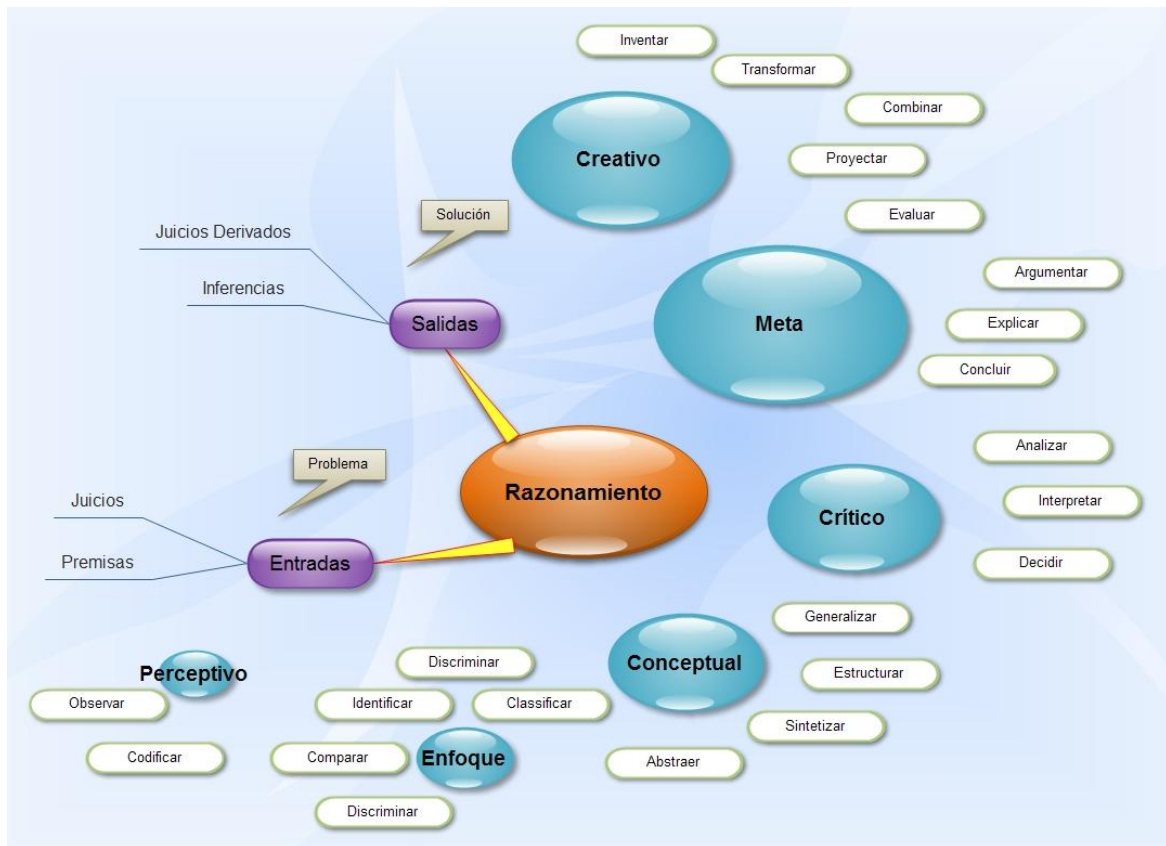 Inventar
Transformar
Combinar
Creativo
Proyectar
Evaluar
Solución
Juicios Derivados
Inferencias
Salidas
Argumentar
Meta
Explicar
Concluir
Problema
Razonamiento
Juicios
Premisas
Entradas
Analizar
Crítico
Interpretar
Decidir
Generalizar
Conceptual
Estructurar
Sintetizar
Abstraer
Perceptivo
Observar
Codificar
Discriminar
Identificar
Classificar
Comparar
Enfoque
Discriminar